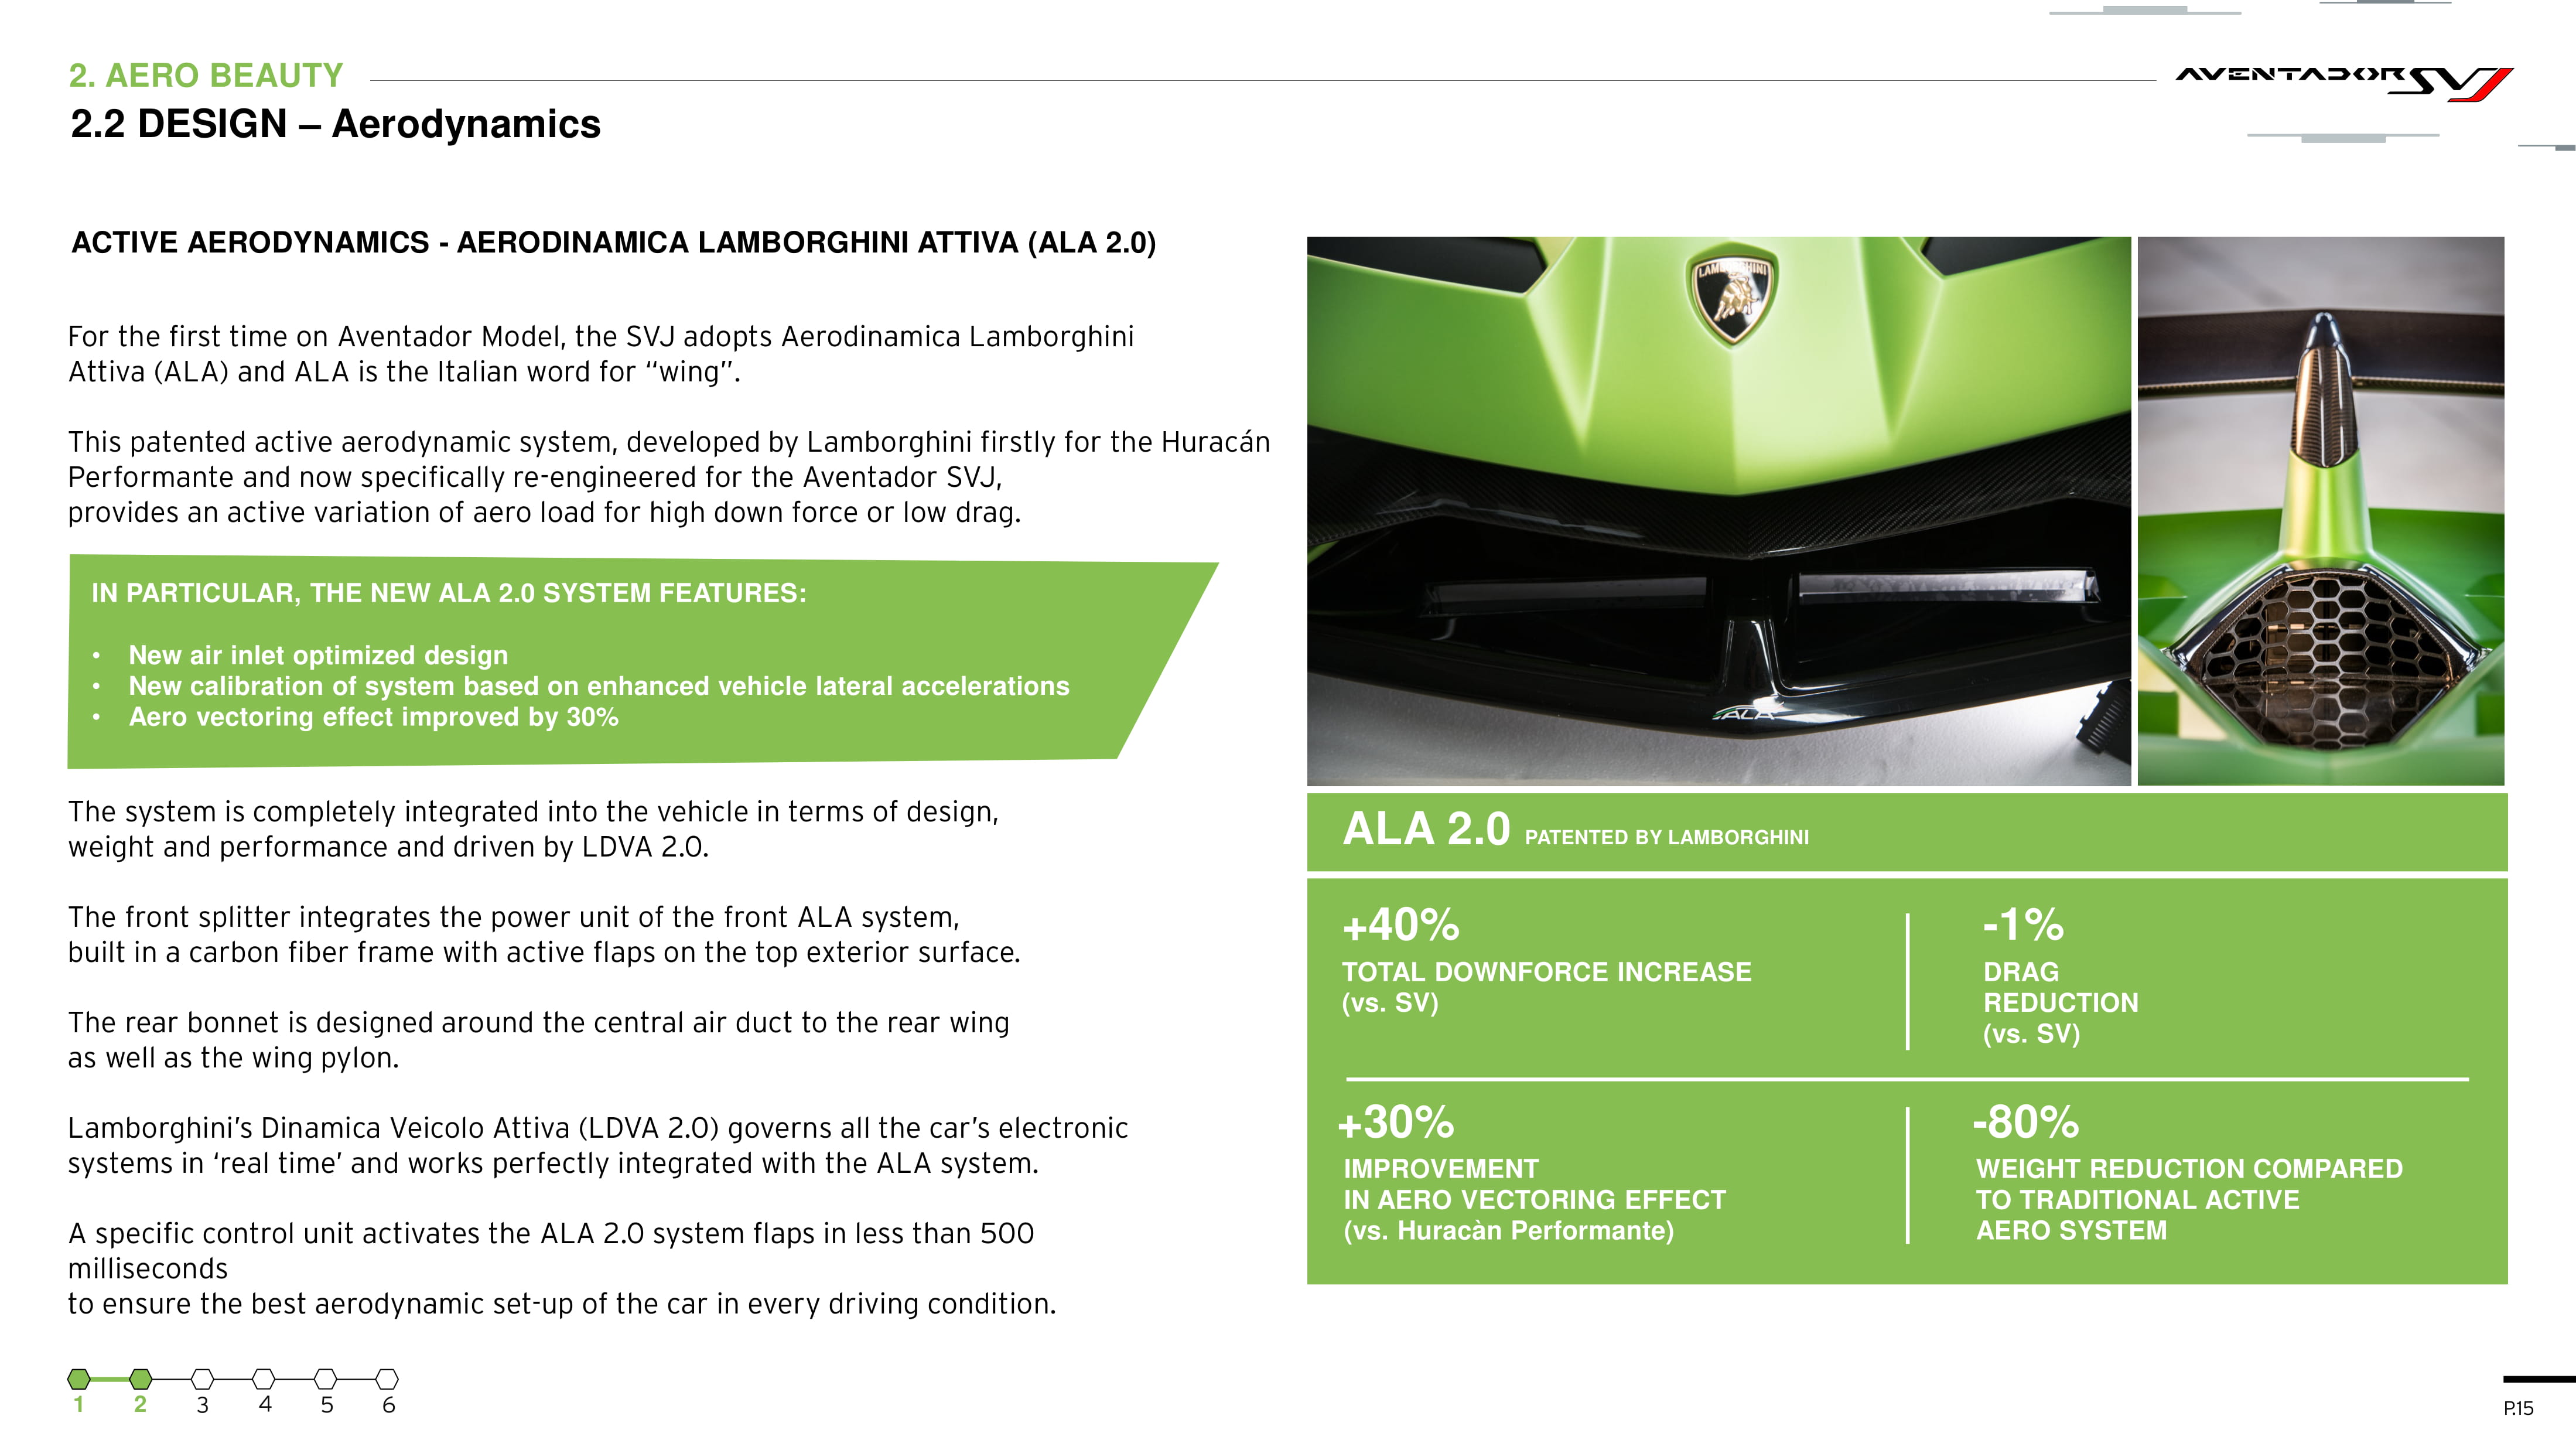 2. AERO BEAUTY
AVENTADOR SVJ
2.2 DESIGN – Aerodynamics
ACTIVE AERODYNAMICS - AERODINAMICA LAMBORGHINI ATTIVA (ALA 2.0)
For the first time on Aventador Model, the SVJ adopts Aerodinamica Lamborghini
Attiva (ALA) and ALA is the Italian word for “wing”.
This patented active aerodynamic system, developed by Lamborghini firstly for the Huracán
Performante and now specifically re-engineered for the Aventador SVJ,
provides an active variation of aero load for high down force or low drag.
IN PARTICULAR, THE NEW ALA 2.0 SYSTEM FEATURES:
• New air inlet optimized design
• New calibration of system based on enhanced vehicle lateral accelerations
• Aero vectoring effect improved by 30%
The system is completely integrated into the vehicle in terms of design,
weight and performance and driven by LDVA 2.0.
The front splitter integrates the power unit of the front ALA system,
built in a carbon fiber frame with active flaps on the top exterior surface.
The rear bonnet is designed around the central air duct to the rear wing
as well as the wing pylon.
Lamborghini’s Dinamica Veicolo Attiva (LDVA 2.0) governs all the car’s electronic
systems in ‘real time’ and works perfectly integrated with the ALA system.
A specific control unit activates the ALA 2.0 system flaps in less than 500
milliseconds
to ensure the best aerodynamic set-up of the car in every driving condition.
LAMBORGHINI
ALA
ALA 2.0 PATENTED BY LAMBORGHINI
+40%
TOTAL DOWNFORCE INCREASE
(vs. SV)
-1%
DRAG
REDUCTION
(vs. SV)
+30%
IMPROVEMENT
IN AERO VECTORING EFFECT
(vs. Huracàn Performante)
-80%
WEIGHT REDUCTION COMPARED
TO TRADITIONAL ACTIVE
AERO SYSTEM
1 2 3 4 5 6
P.15